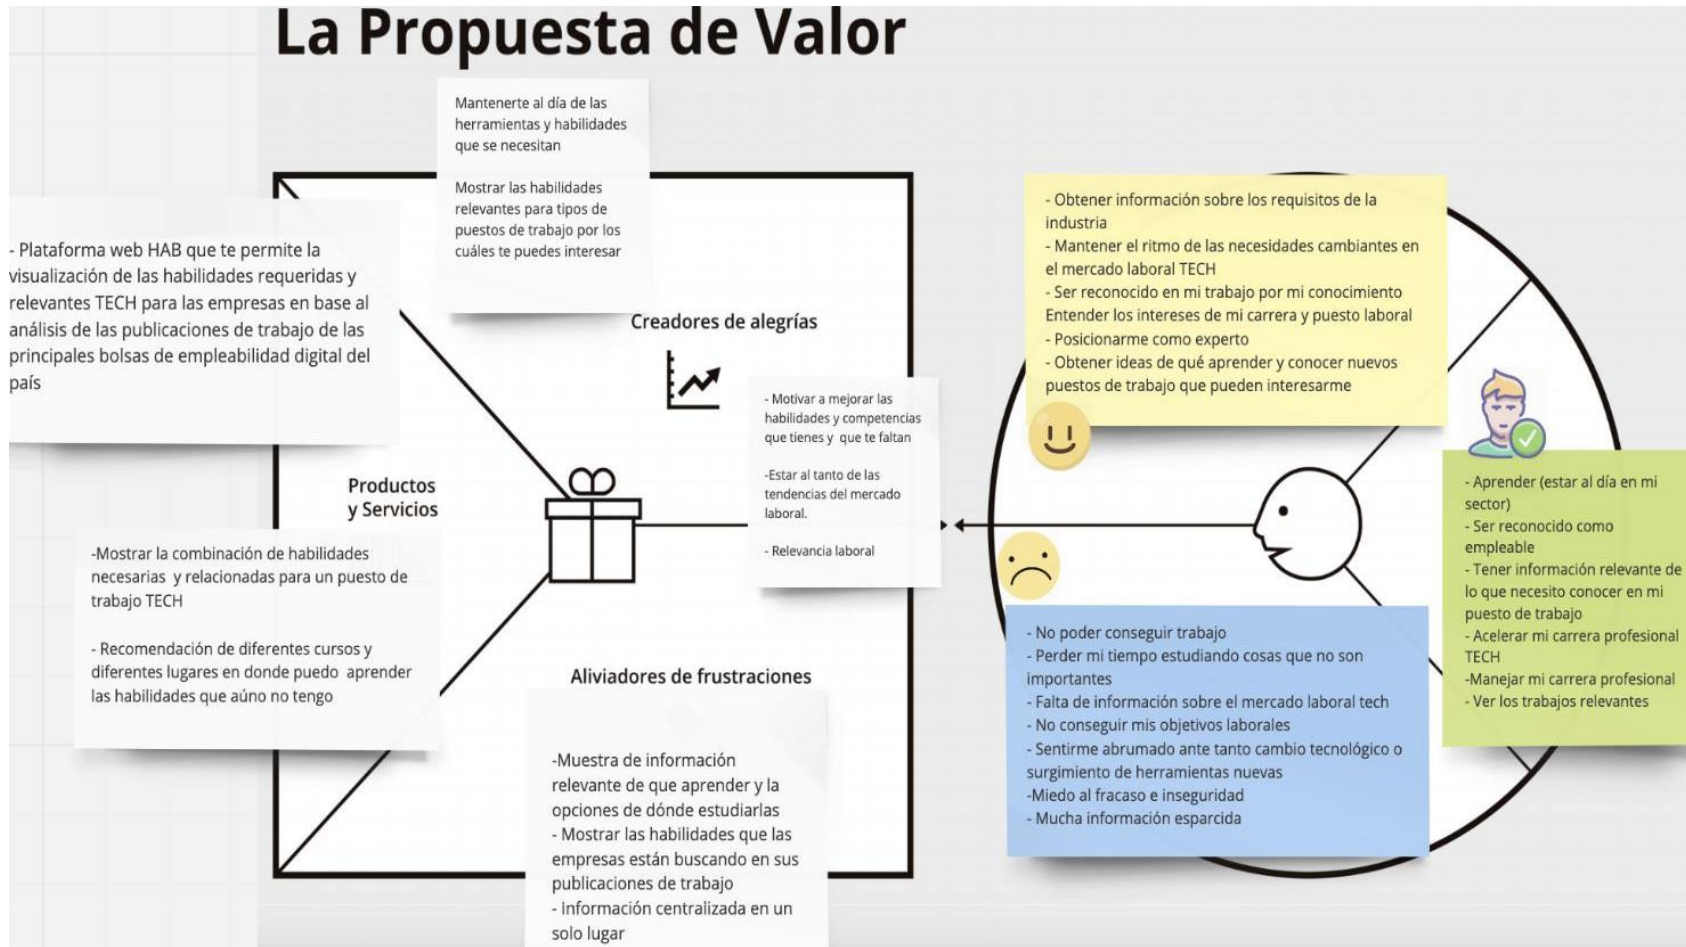 La Propuesta de Valor
Mantenerte al día de las
herramientas y habilidades
que se necesitan
Mostrar las habilidades
relevantes para tipos de
puestos de trabajo por los
cuáles te puedes interesar
- Plataforma web HAB que te permite la
visualización de las habilidades requeridas y
relevantes TECH para las empresas en base al
análisis de las publicaciones de trabajo de las
principales bolsas de empleabilidad digital del
país
Creadores de alegrías
- Motivar a mejorar las
habilidades y competencias
que tienes y que te faltan
-Estar al tanto de las
tendencias del mercado
laboral.
- Relevancia laboral
Productos
y Servicios
-Mostrar la combinación de habilidades
necesarias y relacionadas para un puesto de
trabajo TECH
- Recomendación de diferentes cursos y
diferentes lugares en donde puedo aprender
las habilidades que aúno no tengo
Aliviadores de frustraciones
-Muestra de información
relevante de que aprender y la
opciones de dónde estudiarlas
- Mostrar las habilidades que las
empresas están buscando en sus
publicaciones de trabajo
- Información centralizada en un
solo lugar
- Obtener información sobre los requisitos de la
industria
- Mantener el ritmo de las necesidades cambiantes en
el mercado laboral TECH
- Ser reconocido en mi trabajo por mi conocimiento
Entender los intereses de mi carrera y puesto laboral
- Posicionarme como experto
- Obtener ideas de qué aprender y conocer nuevos
puestos de trabajo que pueden interesarme
- Aprender (estar al día en mi
sector)
- Ser reconocido como
empleable
- Tener información relevante de
lo que necesito conocer en mi
puesto de trabajo
- Acelerar mi carrera profesional
TECH
-Manejar mi carrera profesional
- Ver los trabajos relevantes
- No poder conseguir trabajo
- Perder mi tiempo estudiando cosas que no son
importantes
- Falta de información sobre el mercado laboral tech
- No conseguir mis objetivos laborales
- Sentirme abrumado ante tanto cambio tecnológico o
surgimiento de herramientas nuevas
-Miedo al fracaso e inseguridad
- Mucha información esparcida